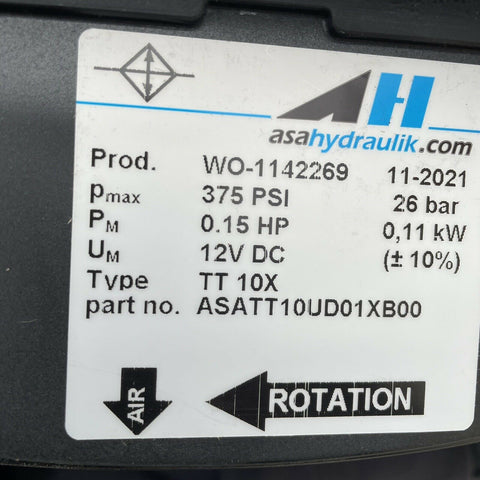 AH
asahydraulik.com
Prod. WO-1142269 11-2021
pmax 375 PSI 26 bar
PM 0.15 HP 0,11 kW
UM 12V DC (± 10%)
Type TT 10X
part no. ASATT10UD01XB00
AIR
ROTATION